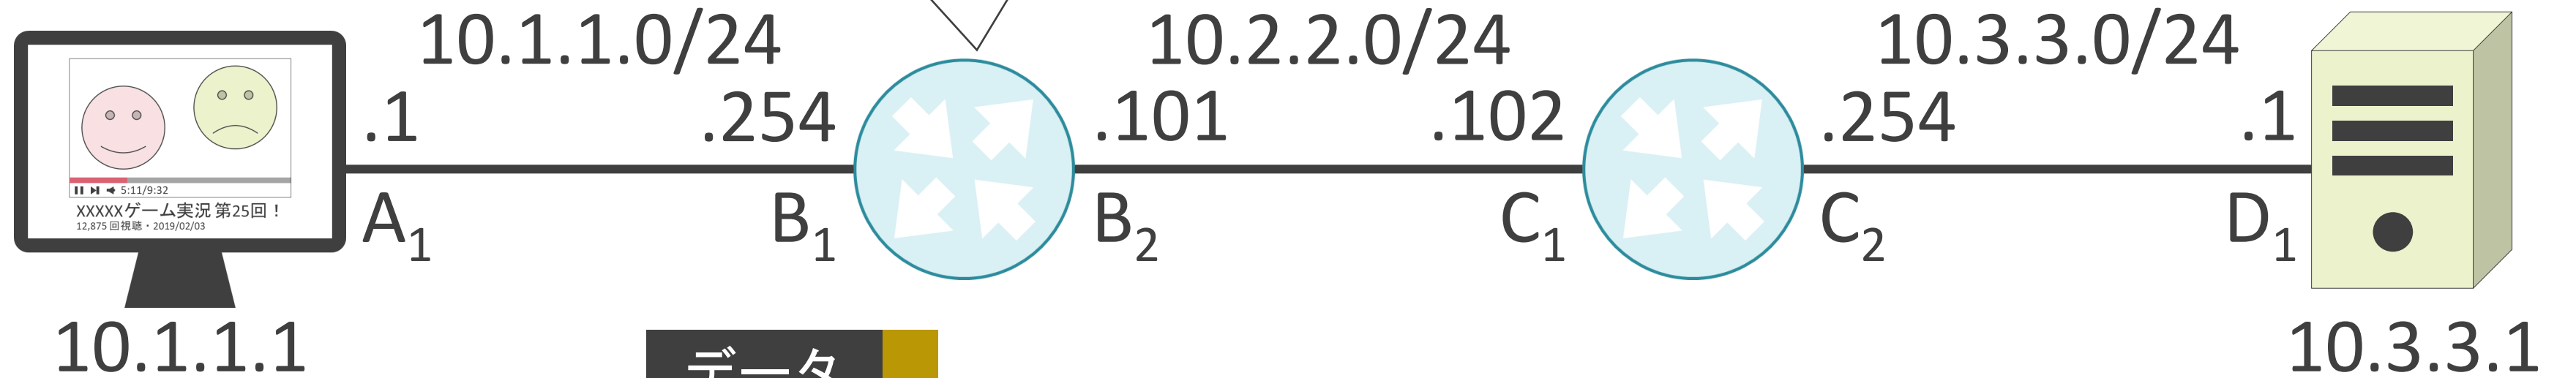 10.1.1.0/24
10.2.2.0/24
10.3.3.0/24
.1
.254
.101
.102
.254
.1
5:11/9:32
XXXXXゲーム実況 第25回！
12,875 回視聴・2019/02/03
A1
B1
B2
C1
C2
D1
10.1.1.1
データ
10.3.3.1